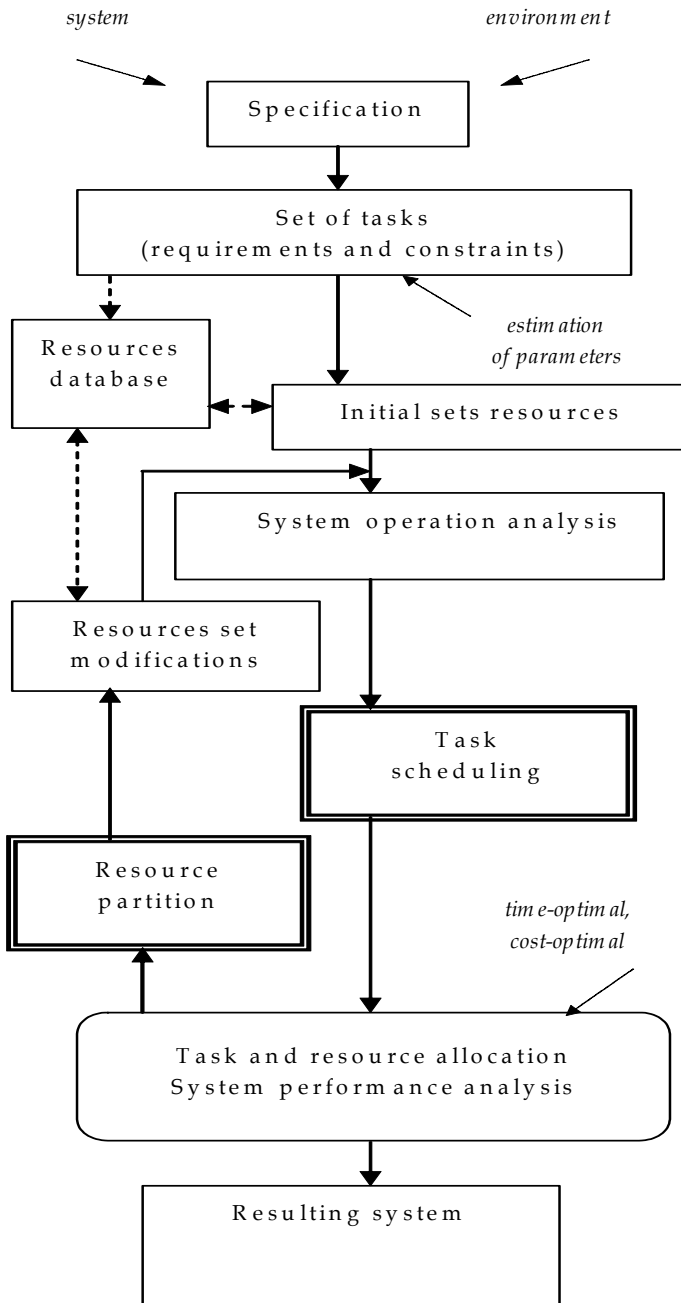 system
environment
Specification
Set of tasks
(requirements and constraints)
estimation
of parameters
Resources
database
Initial sets resources
System operation analysis
Resources set
modifications
Task
scheduling
Resource
partition
time-optimal,
cost-optimal
Task and resource allocation
System performance analysis
Resulting system